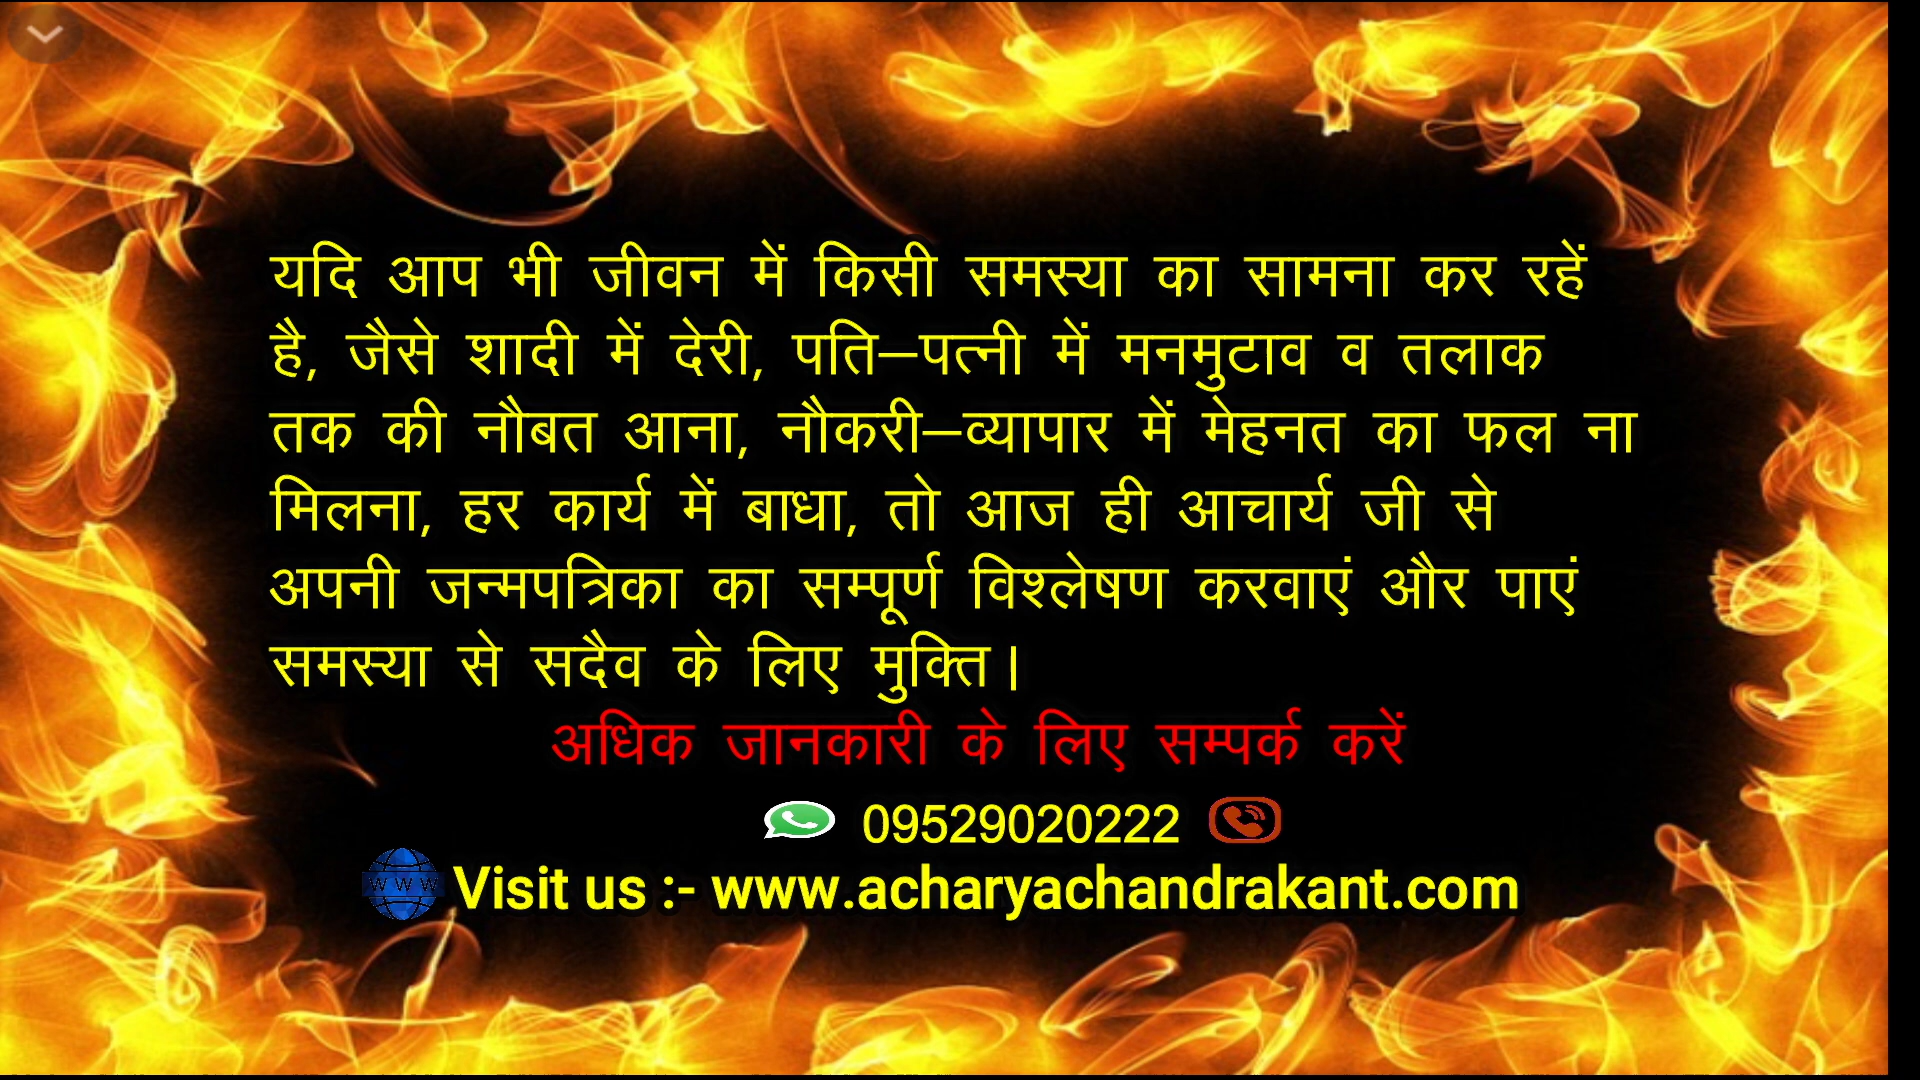 यदि आप भी जीवन में किसी समस्या का सामना कर रहें
है, जैसे शादी में देरी, पति–पत्नी में मनमुटाव व तलाक
तक की नौबत आना, नौकरी–व्यापार में मेहनत का फल ना
मिलना, हर कार्य में बाधा, तो आज ही आचार्य जी से
अपनी जन्मपत्रिका का सम्पूर्ण विश्लेषण करवाएं और पाएं
समस्या से सदैव के लिए मुक्ति।
अधिक जानकारी के लिए सम्पर्क करें
09529020222
WWW Visit us :- www.acharyachandrakant.com